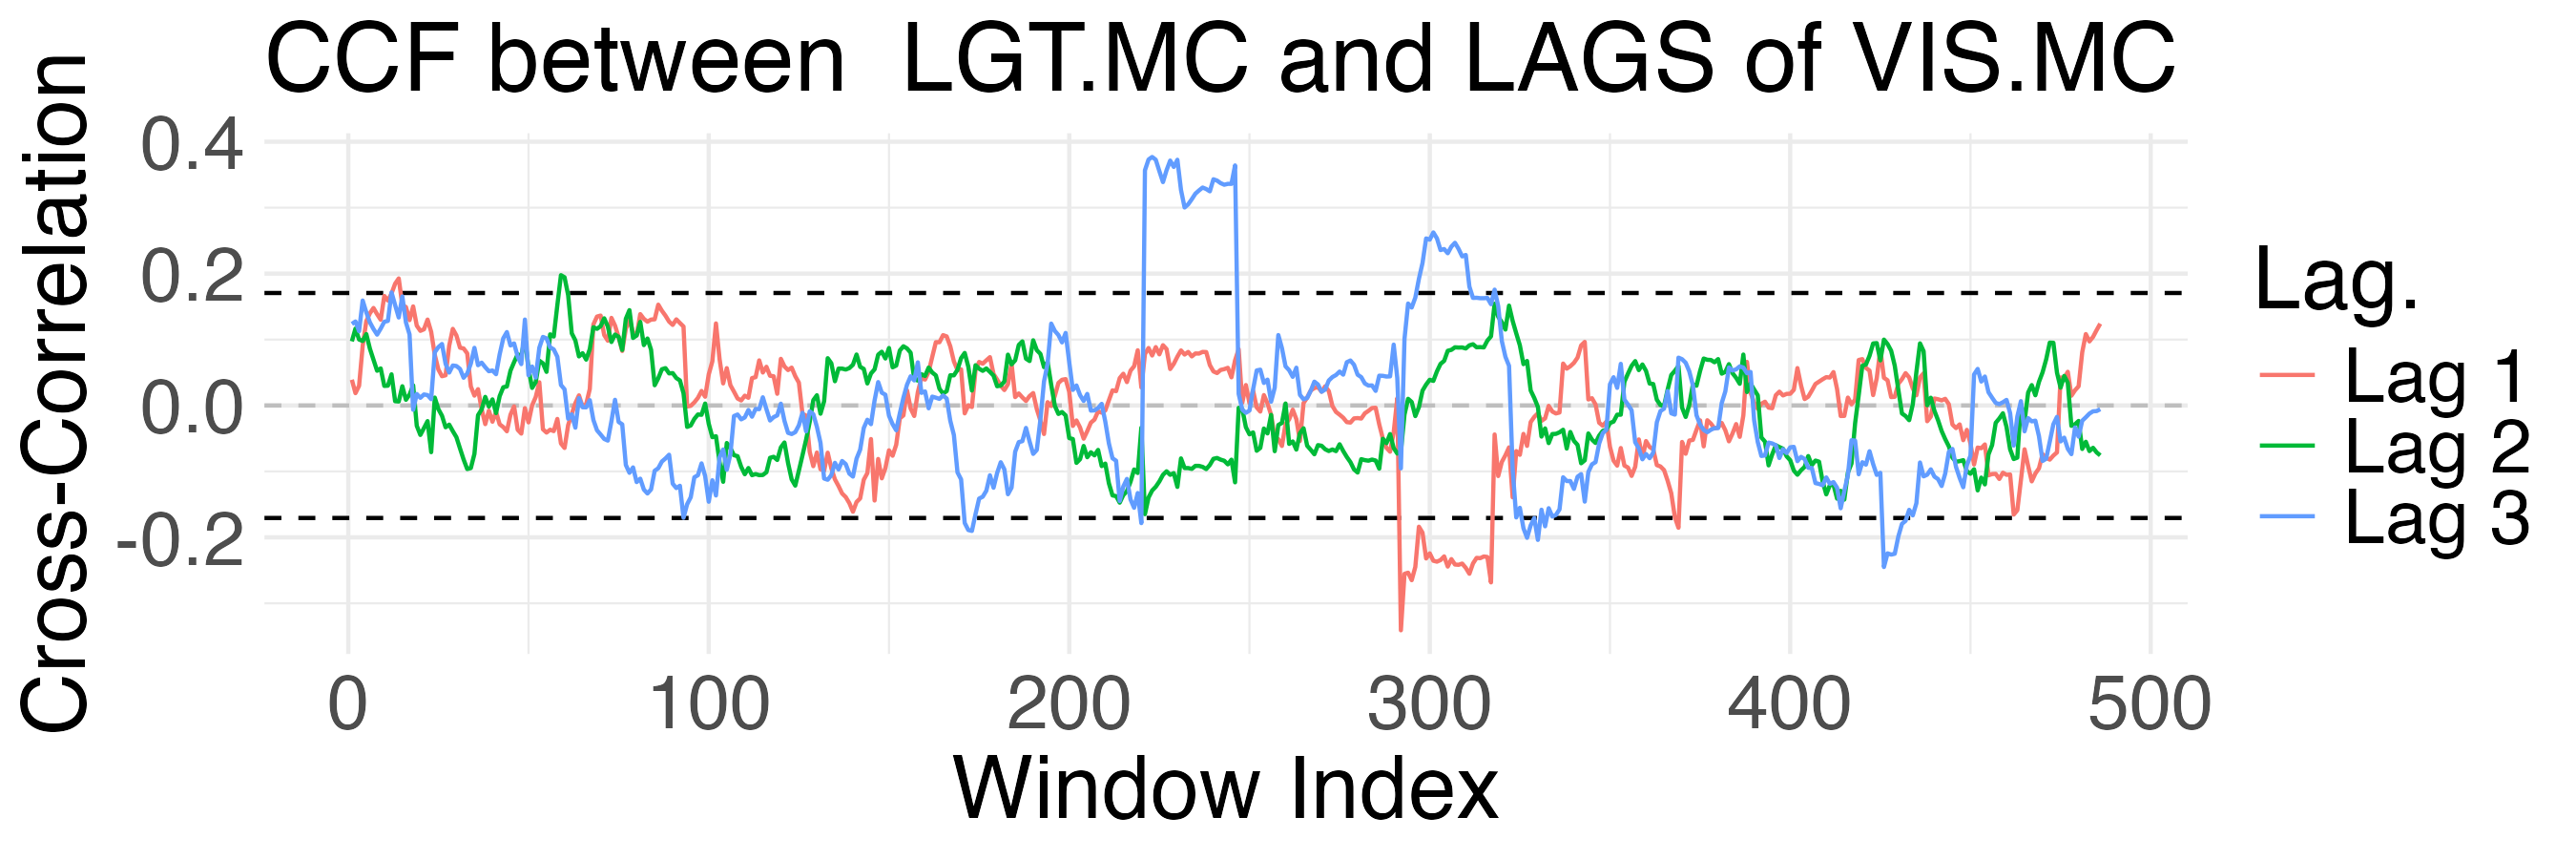 CCF between  LGT.MC and LAGS of VIS.MC
Cross-Correlation
0.4
0.2
0.0
-0.2
0 100 200 300 400 500
Window Index
Lag.
Lag 1
Lag 2
Lag 3